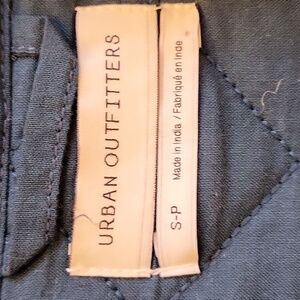 URBAN OUTFITTERS
Made in India / Fabriqué en Inde
S-P